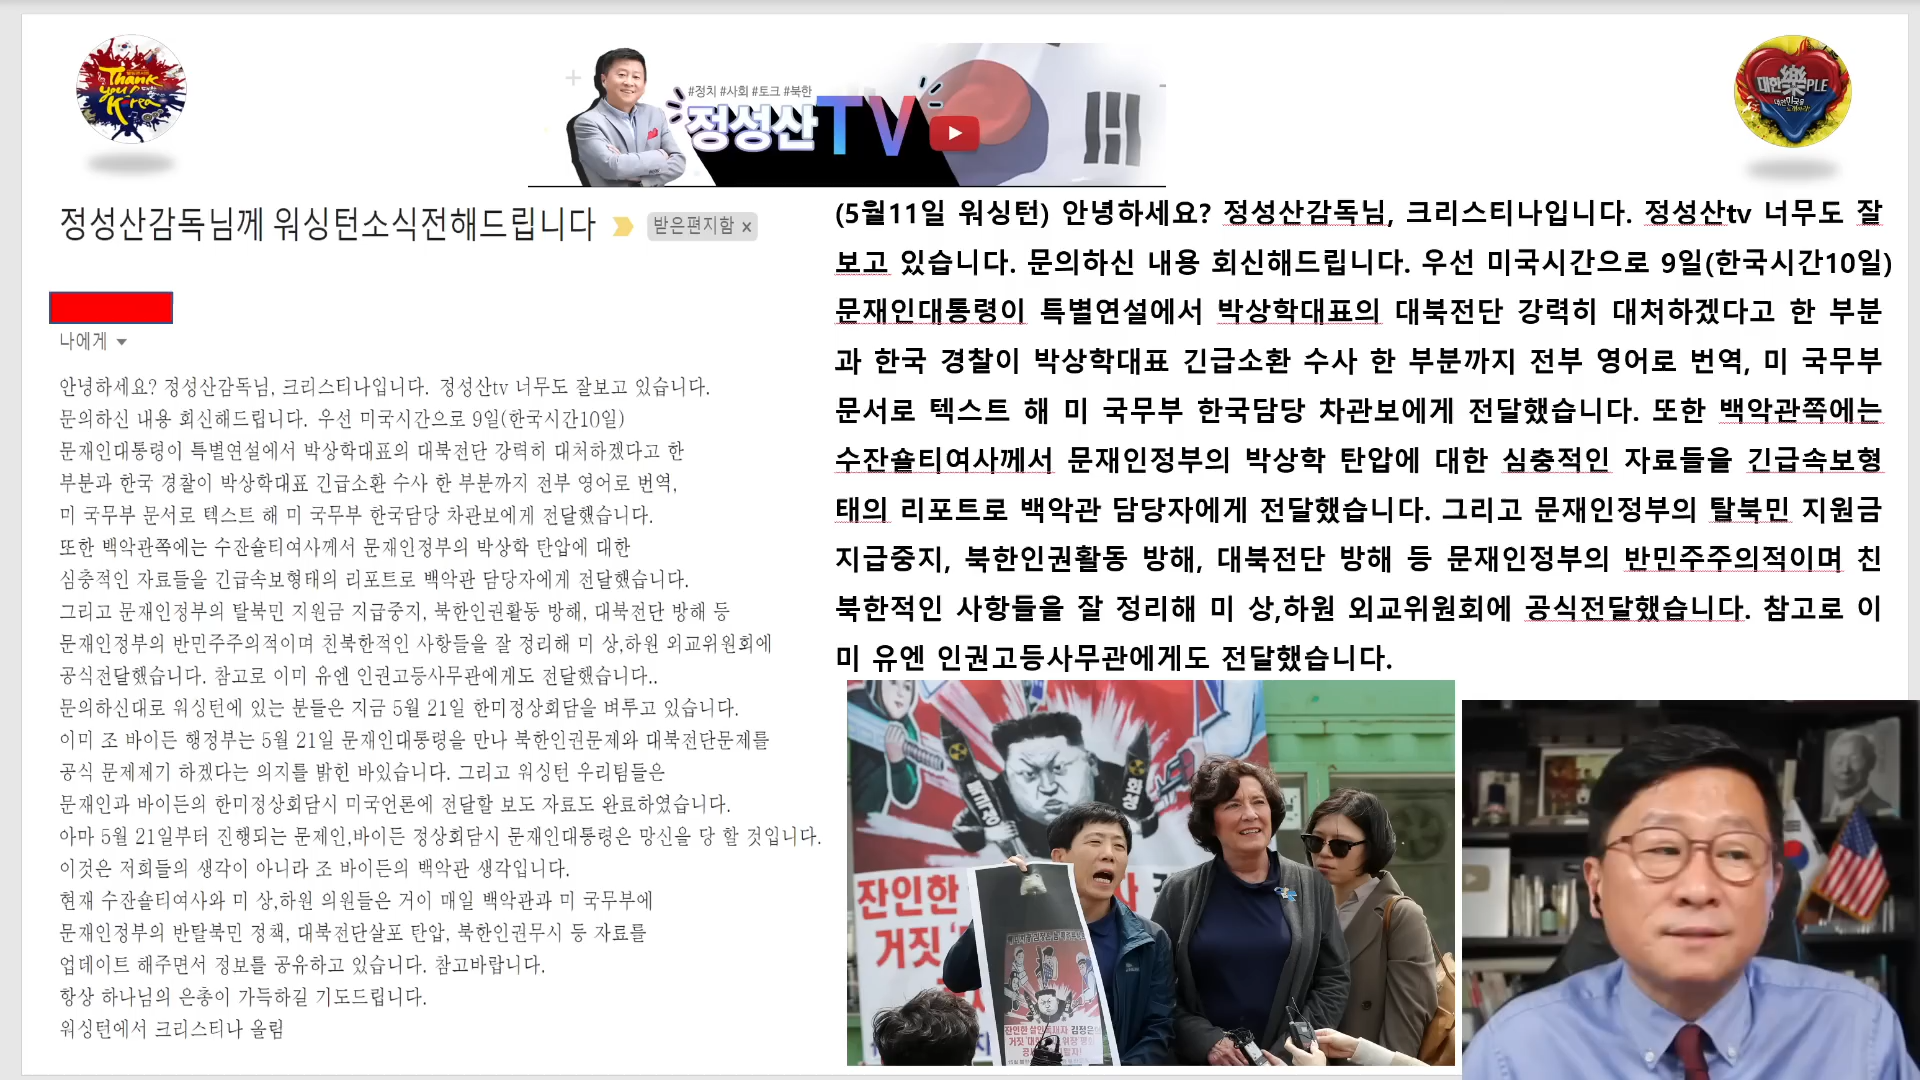 Thank
you
Korea
#정치 #사회 #토크 #북한
정성산TV
대한樂PLE
정성산감독님께 워싱턴소식전해드립니다
받은편지함 x
나에게
안녕하세요? 정성산감독님, 크리스티나입니다. 정성산tv 너무도 잘보고 있습니다.
문의하신 내용 회신해드립니다. 우선 미국시간으로 9일(한국시간10일)
문재인대통령이 특별연설에서 박상학대표의 대북전단 강력히 대처하겠다고 한
부분과 한국 경찰이 박상학대표 긴급소환 수사 한 부분까지 전부 영어로 번역,
미 국무부 문서로 텍스트 해 미 국무부 한국담당 차관보에게 전달했습니다.
또한 백악관쪽에는 수잔숄티여사께서 문재인정부의 박상학 탄압에 대한
심충적인 자료들을 긴급속보형태의 리포트로 백악관 담당자에게 전달했습니다.
그리고 문재인정부의 탈북민 지원금 지급중지, 북한인권활동 방해, 대북전단 방해 등
문재인정부의 반민주주의적이며 친북한적인 사항들을 잘 정리해 미 상,하원 외교위원회에
공식전달했습니다. 참고로 이미 유엔 인권고등사무관에게도 전달했습니다..
문의하신대로 워싱턴에 있는 분들은 지금 5월 21일 한미정상회담을 벼루고 있습니다.
이미 조 바이든 행정부는 5월 21일 문재인대통령을 만나 북한인권문제와 대북전단문제를
공식 문제제기 하겠다는 의지를 밝힌 바있습니다. 그리고 워싱턴 우리팀들은
문재인과 바이든의 한미정상회담시 미국언론에 전달할 보도 자료도 완료하였습니다.
아마 5월 21일부터 진행되는 문제인,바이든 정상회담시 문재인대통령은 망신을 당 할 것입니다.
이것은 저희들의 생각이 아니라 조 바이든의 백악관 생각입니다.
현재 수잔숄티여사와 미 상,하원 의원들은 거이 매일 백악관과 미 국무부에
문재인정부의 반탈북민 정책, 대북전단살포 탄압, 북한인권무시 등 자료를
업데이트 해주면서 정보를 공유하고 있습니다. 참고바랍니다.
항상 하나님의 은총이 가득하길 기도드립니다.
워싱턴에서 크리스티나 올림
(5월11일 워싱턴) 안녕하세요? 정성산감독님, 크리스티나입니다. 정성산tv 너무도 잘
보고 있습니다. 문의하신 내용 회신해드립니다. 우선 미국시간으로 9일(한국시간10일)
문재인대통령이 특별연설에서 박상학대표의 대북전단 강력히 대처하겠다고 한 부분
과 한국 경찰이 박상학대표 긴급소환 수사 한 부분까지 전부 영어로 번역, 미 국무부
문서로 텍스트 해 미 국무부 한국담당 차관보에게 전달했습니다. 또한 백악관쪽에는
수잔숄티여사께서 문재인정부의 박상학 탄압에 대한 심충적인 자료들을 긴급속보형
태의 리포트로 백악관 담당자에게 전달했습니다. 그리고 문재인정부의 탈북민 지원금
지급중지, 북한인권활동 방해, 대북전단 방해 등 문재인정부의 반민주주의적이며 친
북한적인 사항들을 잘 정리해 미 상,하원 외교위원회에 공식전달했습니다. 참고로 이
미 유엔 인권고등사무관에게도 전달했습니다.
화성
잔인한
거짓
잔인한 살인독재자 김정은